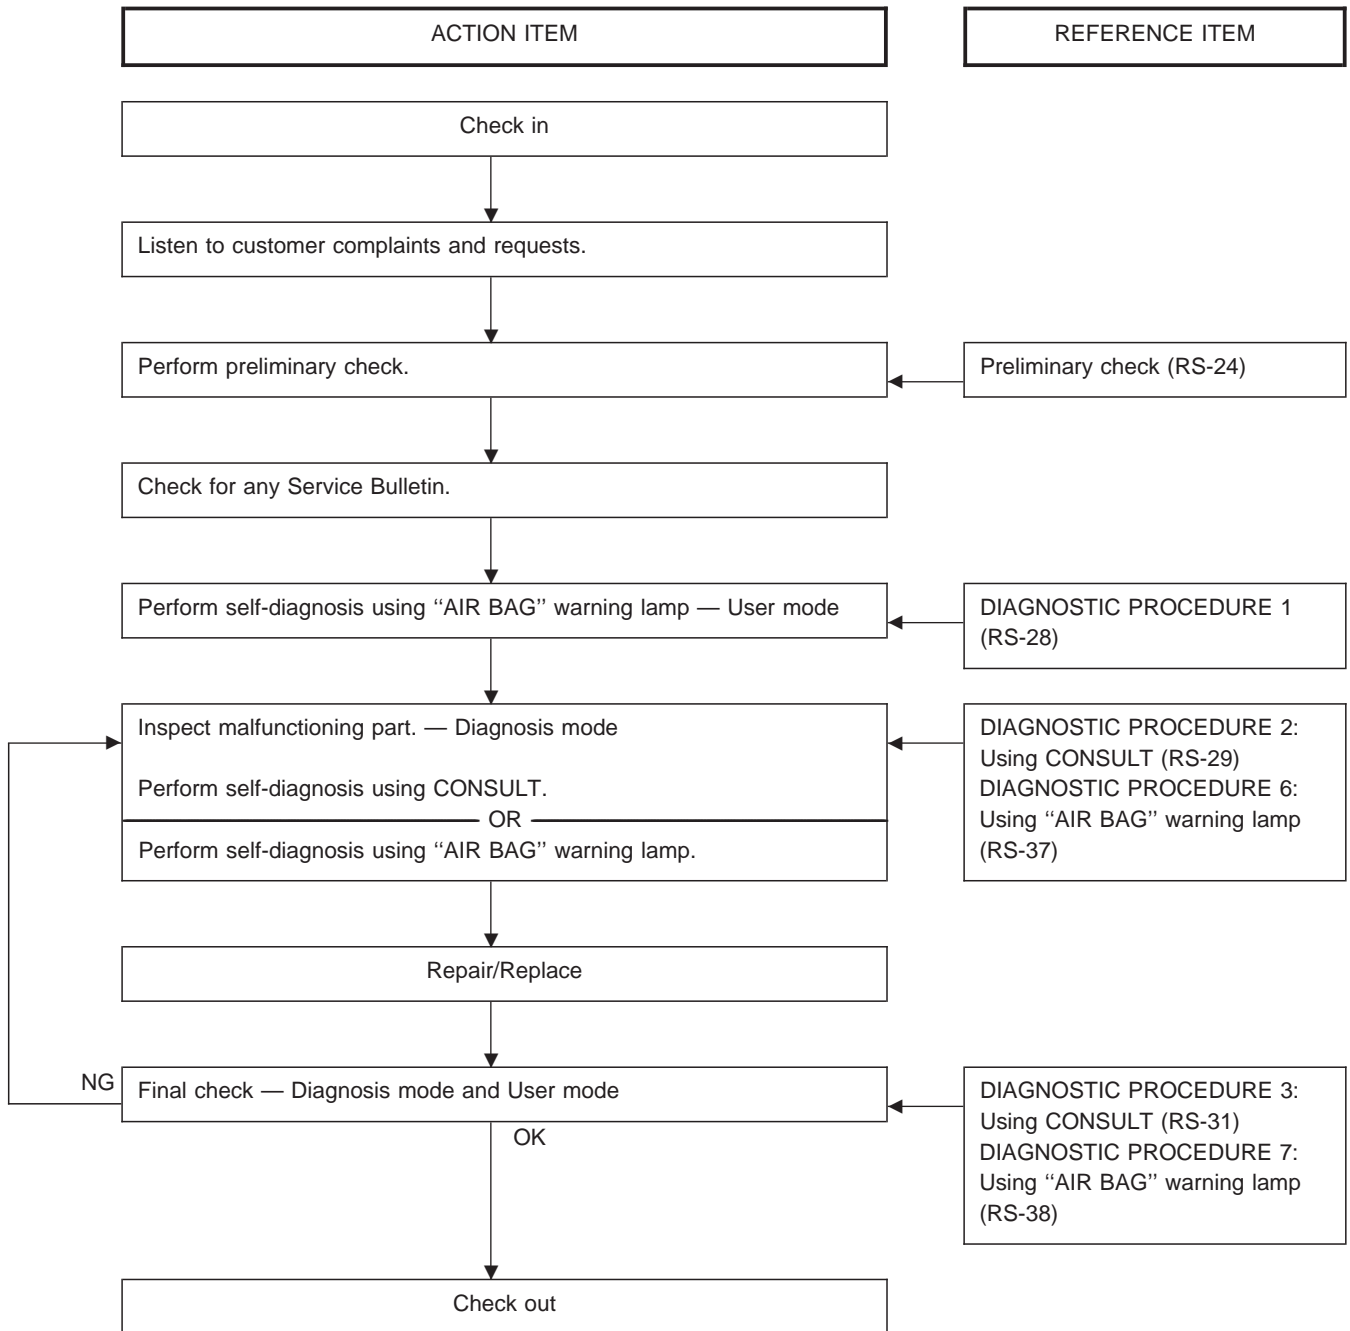 ACTION ITEM
REFERENCE ITEM
Check in
Listen to customer complaints and requests.
Perform preliminary check.
Preliminary check (RS-24)
Check for any Service Bulletin.
Perform self-diagnosis using ‘‘AIR BAG’’ warning lamp — User mode
DIAGNOSTIC PROCEDURE 1
(RS-28)
Inspect malfunctioning part. — Diagnosis mode
Perform self-diagnosis using CONSULT.
OR
Perform self-diagnosis using ‘‘AIR BAG’’ warning lamp.
DIAGNOSTIC PROCEDURE 2:
Using CONSULT (RS-29)
DIAGNOSTIC PROCEDURE 6:
Using ‘‘AIR BAG’’ warning lamp
(RS-37)
Repair/Replace
NG
Final check — Diagnosis mode and User mode
OK
DIAGNOSTIC PROCEDURE 3:
Using CONSULT (RS-31)
DIAGNOSTIC PROCEDURE 7:
Using ‘‘AIR BAG’’ warning lamp
(RS-38)
Check out